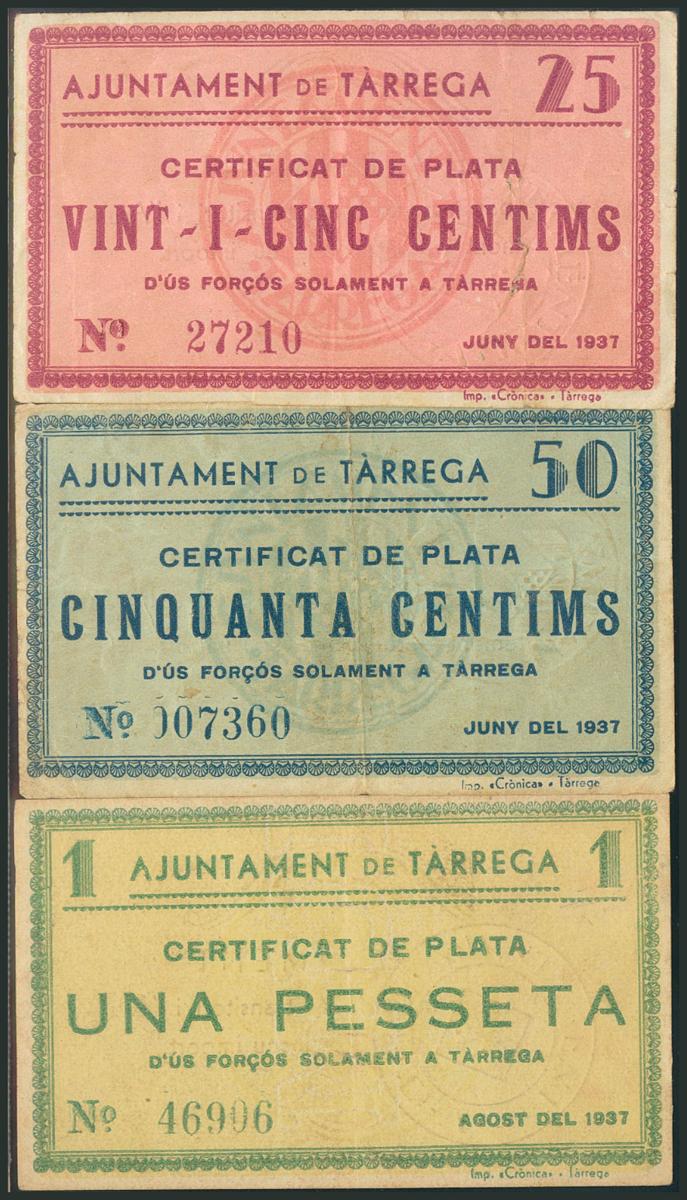 AJUNTAMENT DE TÀRREGA 25
CERTIFICAT DE PLATA
VINT-I-CINC CENTIMS
D'ÚS FORÇÓS SOLAMENT A TÀRREGA
Nº 27210 JUNY DEL 1937
Imp. «Crònica» - Tàrrega
AJUNTAMENT DE TÀRREGA 50
CERTIFICAT DE PLATA
CINQUANTA CENTIMS
D'ÚS FORÇÓS SOLAMENT A TÀRREGA
Nº 007360 JUNY DEL 1937
Imp. «Crònica» - Tàrrega
1 AJUNTAMENT DE TÀRREGA 1
CERTIFICAT DE PLATA
UNA PESSETA
D'ÚS FORÇÓS SOLAMENT A TÀRREGA
Nº 46906 AGOST DEL 1937
Imp. «Crònica» - Tàrrega